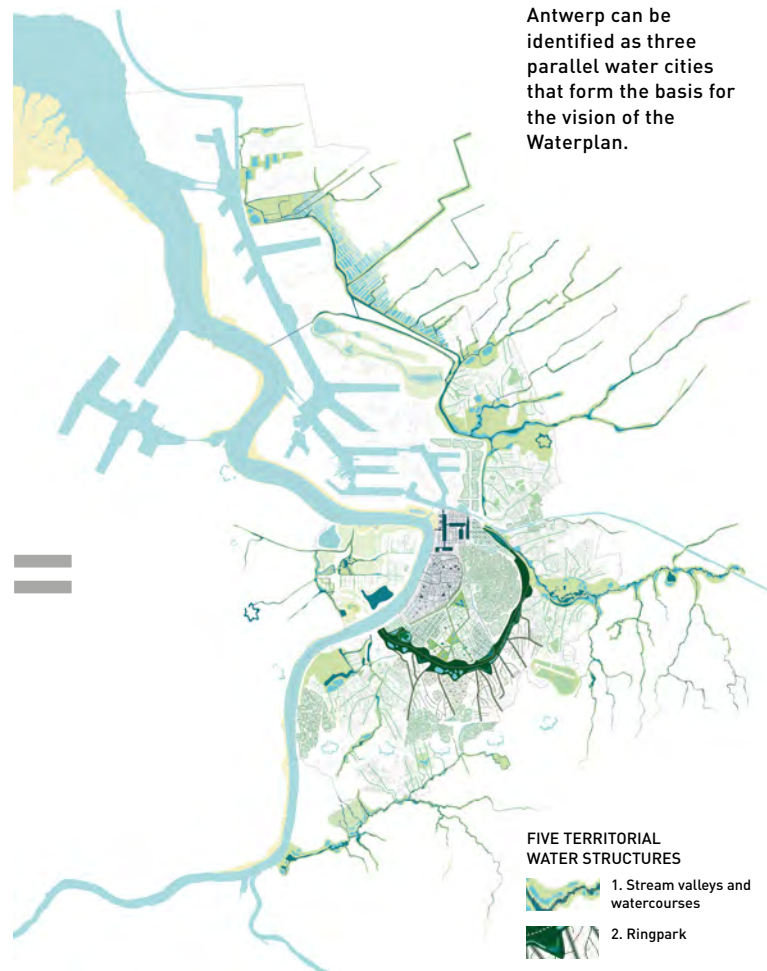 Antwerp can be
identified as three
parallel water cities
that form the basis for
the vision of the
Waterplan.
FIVE TERRITORIAL
WATER STRUCTURES
1. Stream valleys and
watercourses
2. Ringpark